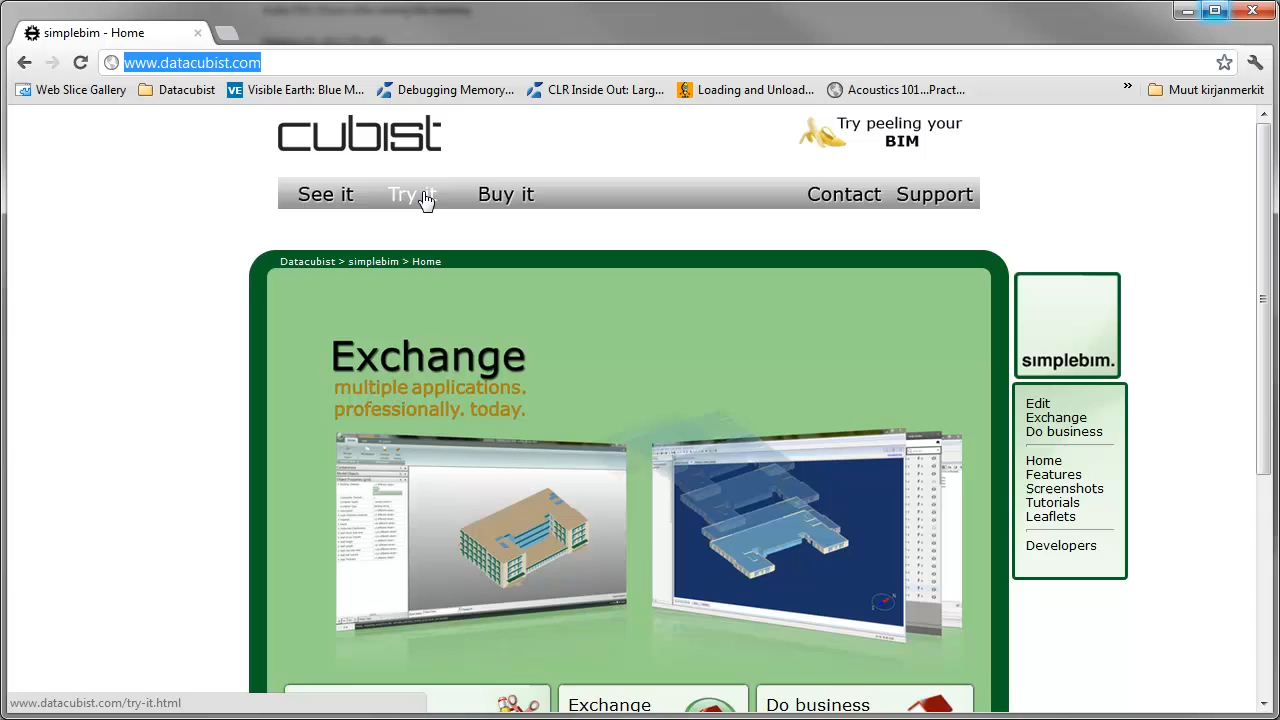 simplebim - Home
www.datacubist.com
Web Slice Gallery
Datacubist
VE
Visible Earth: Blue M...
Debugging Memory...
CLR Inside Out: Larg...
Loading and Unload...
Acoustics 101...Pract...
»
Muut kirjanmerkit
cubist
Try peeling your
BIM
See it
Try it
Buy it
Contact
Support
Datacubist > simplebim > Home
Exchange
multiple applications.
professionally. today.
simplebim.
Edit
Exchange
Do business
Home
Features
Screenshots
Tutorials
Leaflets
Developers
Exchange
Do business
www.datacubist.com/try-it.html